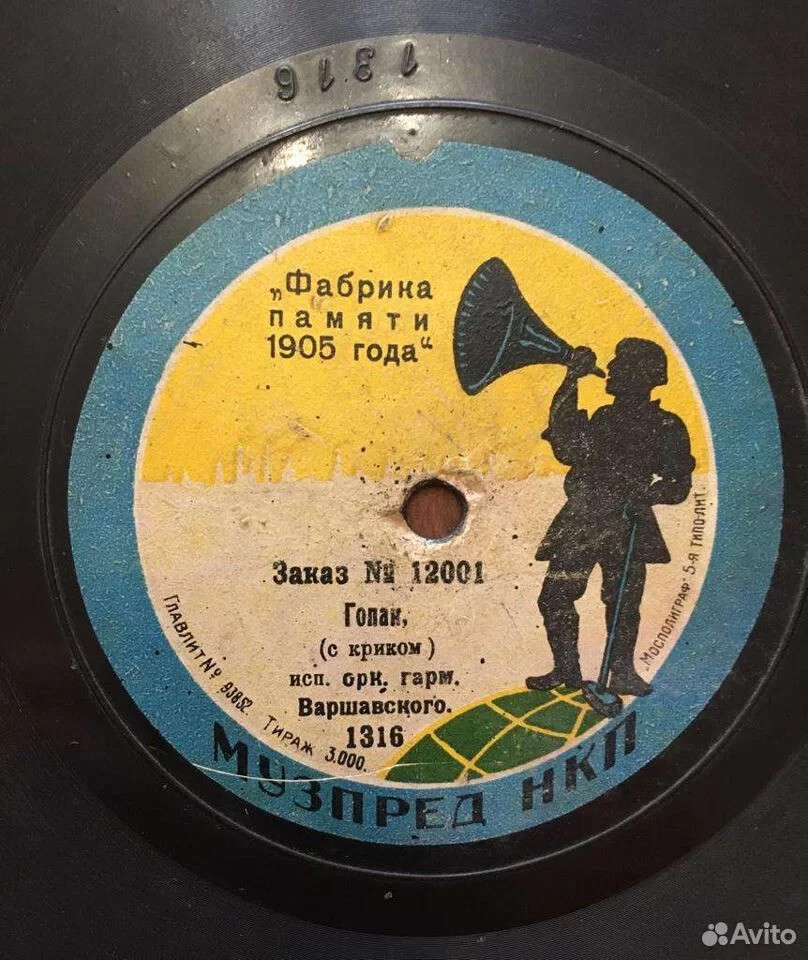 1316
„Фабрика
памяти
1905 года“
Заказ № 12001
Гопак,
(с криком)
исп. орк. гарм.
Варшавского.
1316
Главлит № 93852. Тираж 3.000.
„Мосполиграф“ 5-я типо-лит.
МУЗПРЕД НКП
Avito